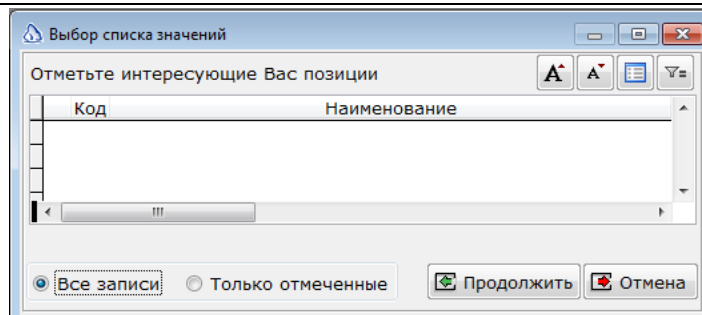 Выбор списка значений
Отметьте интересующие Вас позиции
Код Наименование
Все записи Только отмеченные Продолжить Отмена